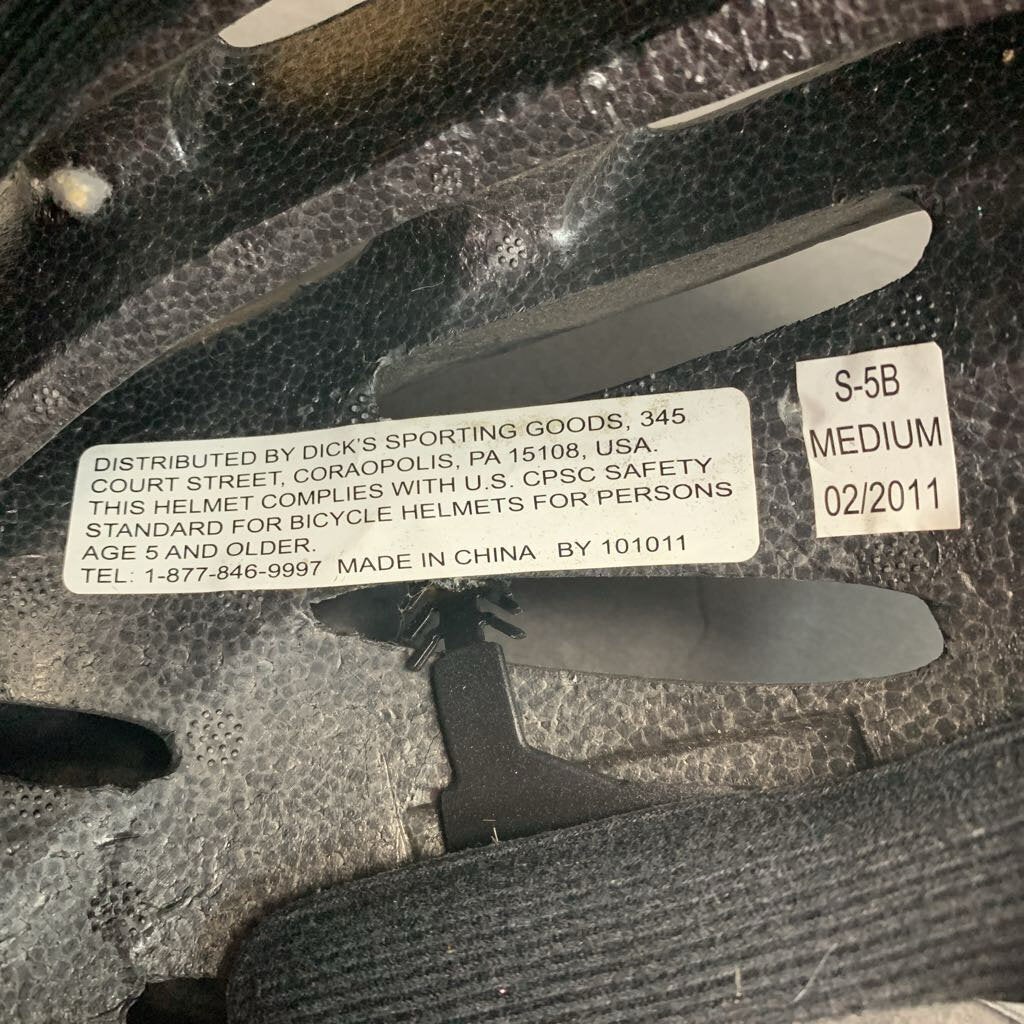 DISTRIBUTED BY DICK'S SPORTING GOODS, 345
COURT STREET, CORAOPOLIS, PA 15108, USA.
THIS HELMET COMPLIES WITH U.S. CPSC SAFETY
STANDARD FOR BICYCLE HELMETS FOR PERSONS
AGE 5 AND OLDER.
TEL: 1-877-846-9997 MADE IN CHINA BY 101011
S-5B
MEDIUM
02/2011